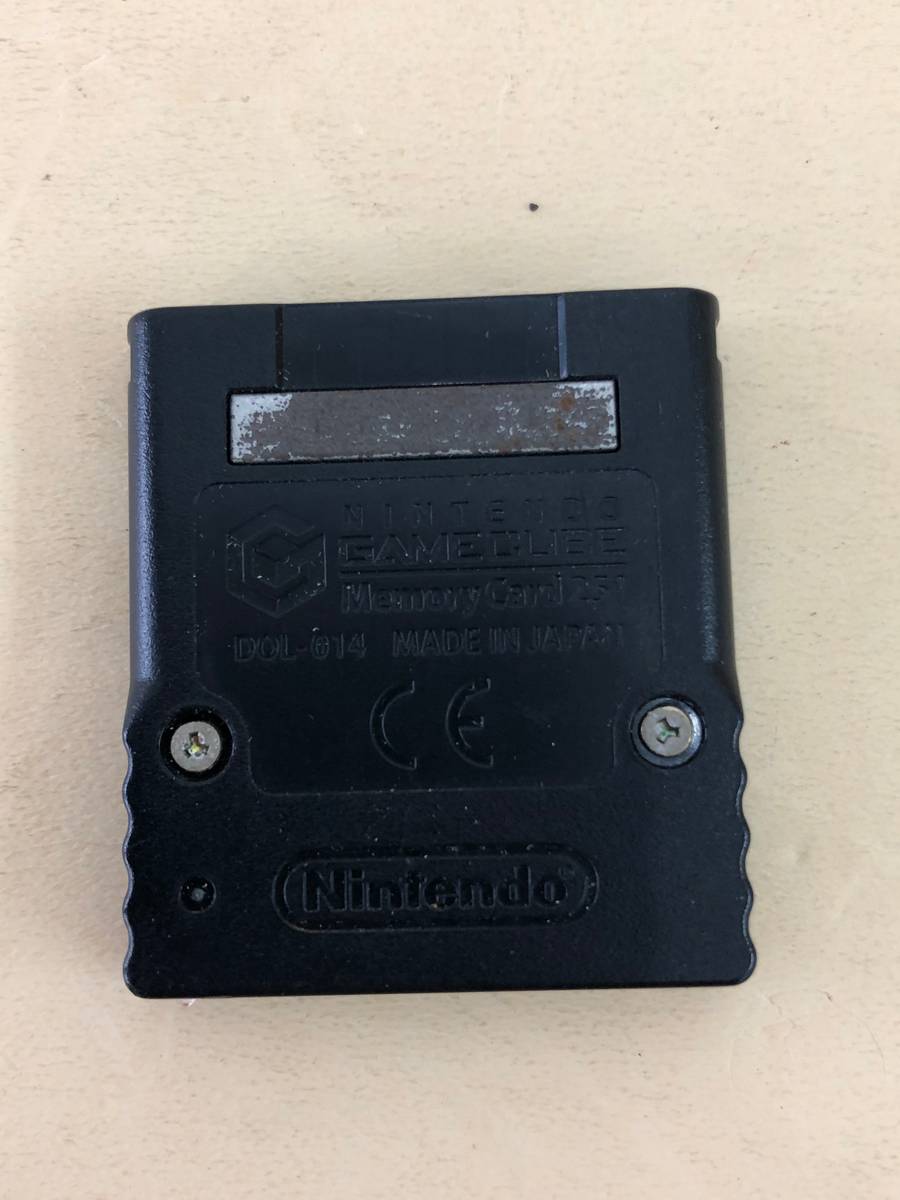 NINTENDO
GAMECUBE
Memory Card 251
DOL-014 MADE IN JAPAN
CE
Nintendo®